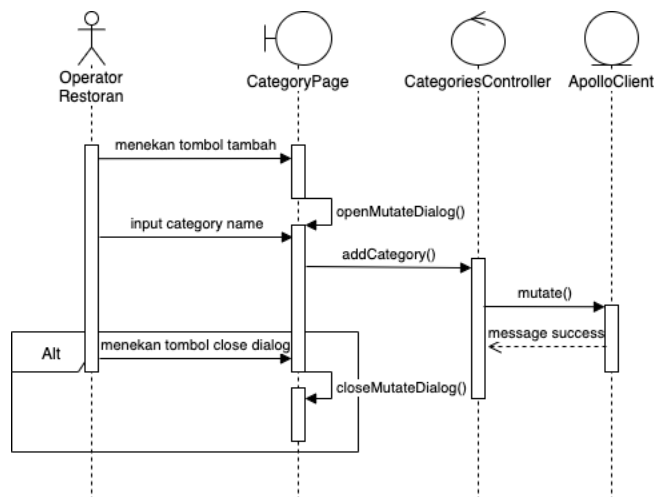 Operator
Restoran
CategoryPage
CategoriesController
ApolloClient
menekan tombol tambah
openMutateDialog()
input category name
addCategory()
mutate()
message success
Alt
menekan tombol close dialog
closeMutateDialog()